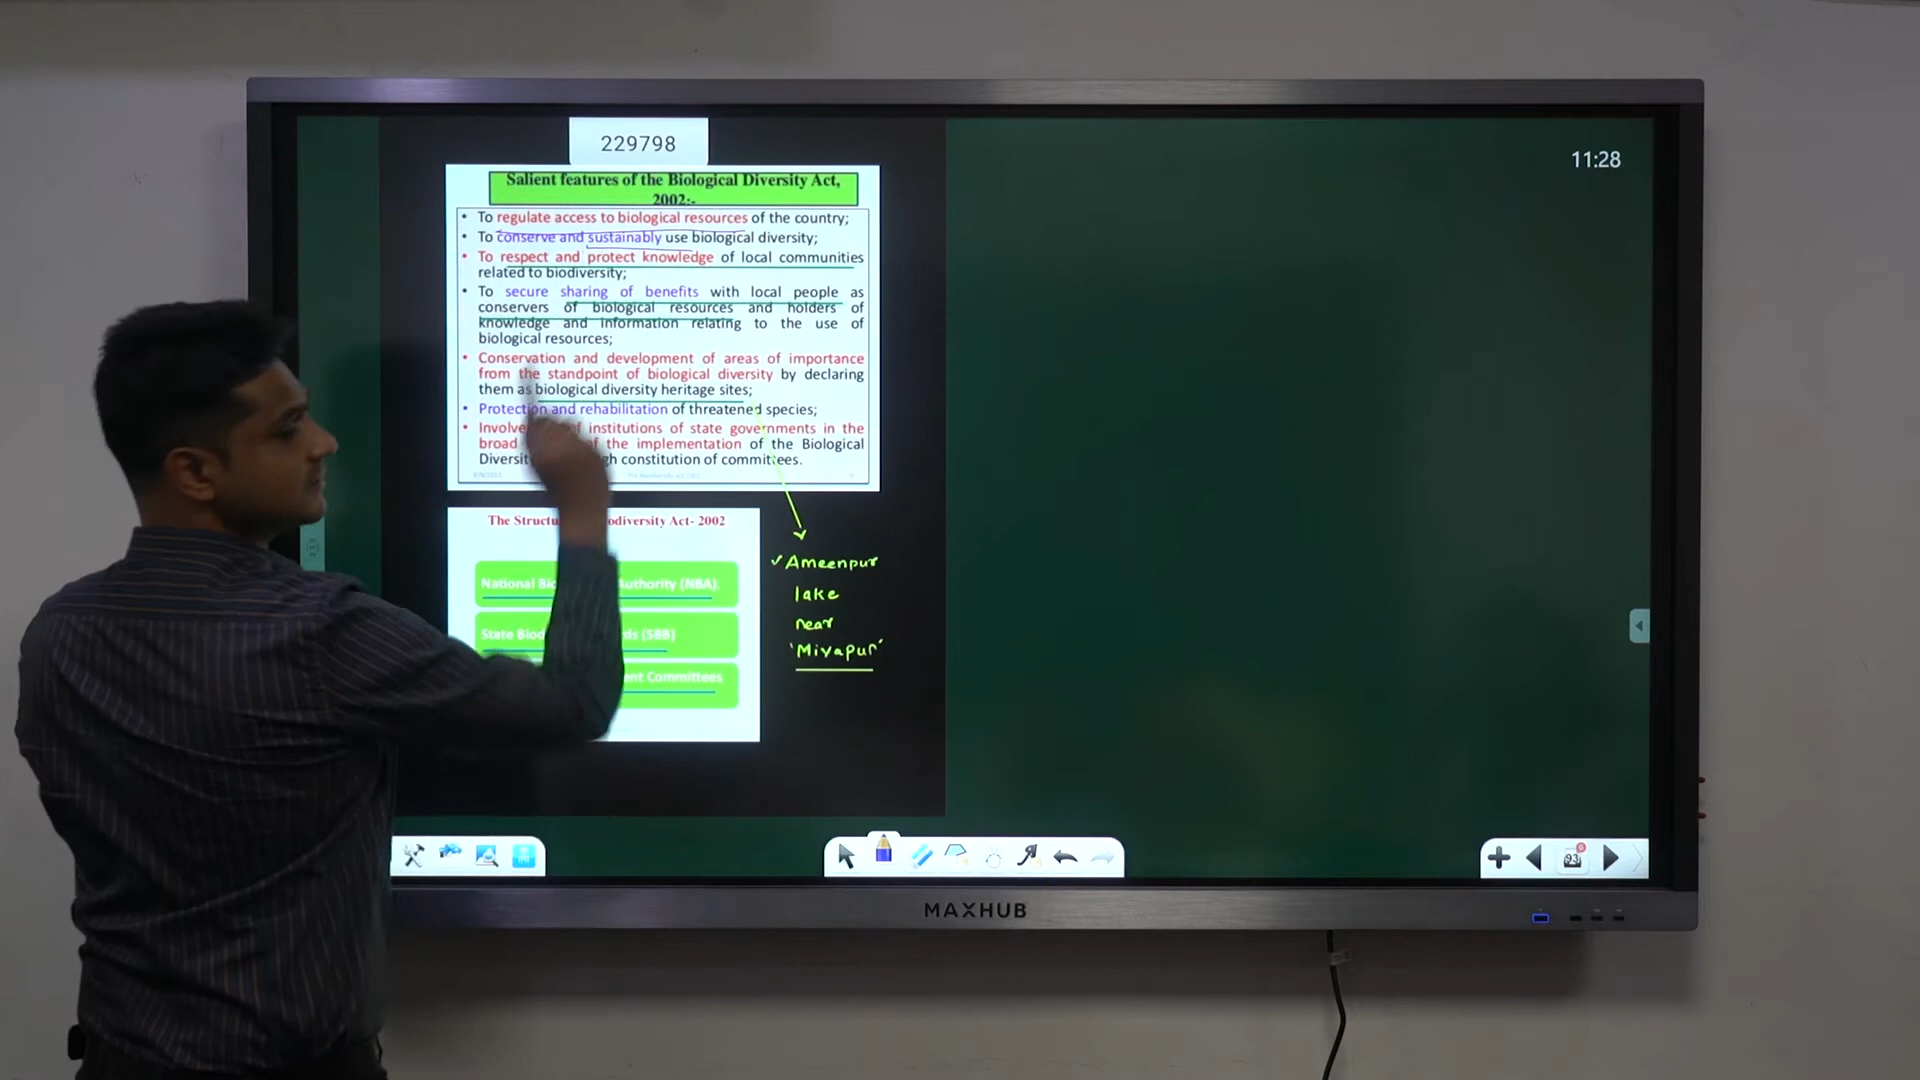 229798
11:28
Salient features of the Biological Diversity Act,
2002:-
• To regulate access to biological resources of the country;
• To conserve and sustainably use biological diversity;
• To respect and protect knowledge of local communities
related to biodiversity;
• To secure sharing of benefits with local people as
conservers of biological resources and holders of
knowledge and information relating to the use of
biological resources;
• Conservation and development of areas of importance
from the standpoint of biological diversity by declaring
them as biological diversity heritage sites;
• Protection and rehabilitation of threatened species;
• Involve of institutions of state governments in the
broad of the implementation of the Biological
Diversit gh constitution of committees.
The Structu odiversity Act- 2002
National Bio uthority (NBA).
State Biod ds (SBB)
nt Committees
✓Ameenpur
lake
near
'Miyapur'
93
MAXHUB